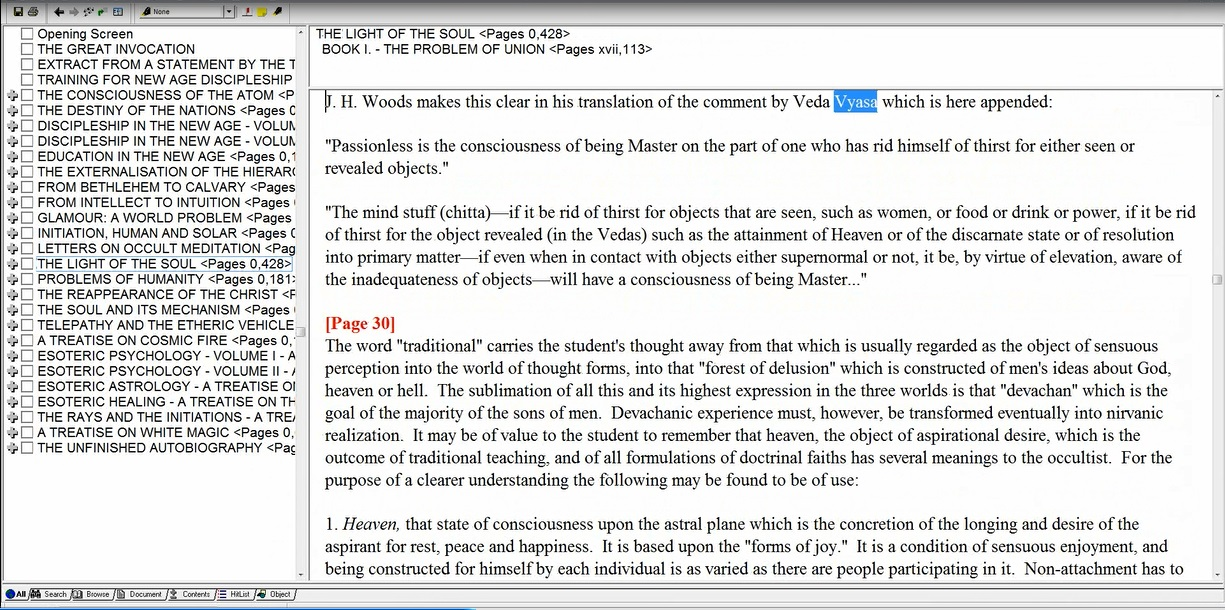 None
Opening Screen
THE GREAT INVOCATION
EXTRACT FROM A STATEMENT BY THE T
TRAINING FOR NEW AGE DISCIPLESHIP
THE CONSCIOUSNESS OF THE ATOM <P
THE DESTINY OF THE NATIONS <Pages 0
DISCIPLESHIP IN THE NEW AGE - VOLUM
DISCIPLESHIP IN THE NEW AGE - VOLUM
EDUCATION IN THE NEW AGE <Pages 0,1
THE EXTERNALISATION OF THE HIERAR
FROM BETHLEHEM TO CALVARY <Pages
FROM INTELLECT TO INTUITION <Pages
GLAMOUR: A WORLD PROBLEM <Pages
INITIATION, HUMAN AND SOLAR <Pages 0
LETTERS ON OCCULT MEDITATION <Pag
THE LIGHT OF THE SOUL <Pages 0,428>
PROBLEMS OF HUMANITY <Pages 0,181>
THE REAPPEARANCE OF THE CHRIST <F
THE SOUL AND ITS MECHANISM <Pages
TELEPATHY AND THE ETHERIC VEHICLE
A TREATISE ON COSMIC FIRE <Pages 0,
ESOTERIC PSYCHOLOGY - VOLUME I - A
ESOTERIC PSYCHOLOGY - VOLUME II - A
ESOTERIC ASTROLOGY - A TREATISE OI
ESOTERIC HEALING - A TREATISE ON TH
THE RAYS AND THE INITIATIONS - A TREA
A TREATISE ON WHITE MAGIC <Pages 0,
THE UNFINISHED AUTOBIOGRAPHY <Pag
THE LIGHT OF THE SOUL <Pages 0,428>
BOOK I. - THE PROBLEM OF UNION <Pages xvii,113>
J. H. Woods makes this clear in his translation of the comment by Veda Vyasa which is here appended:
"Passionless is the consciousness of being Master on the part of one who has rid himself of thirst for either seen or
revealed objects."
"The mind stuff (chitta)—if it be rid of thirst for objects that are seen, such as women, or food or drink or power, if it be rid
of thirst for the object revealed (in the Vedas) such as the attainment of Heaven or of the discarnate state or of resolution
into primary matter—if even when in contact with objects either supernormal or not, it be, by virtue of elevation, aware of
the inadequateness of objects—will have a consciousness of being Master..."
[Page 30]
The word "traditional" carries the student's thought away from that which is usually regarded as the object of sensuous
perception into the world of thought forms, into that "forest of delusion" which is constructed of men's ideas about God,
heaven or hell. The sublimation of all this and its highest expression in the three worlds is that "devachan" which is the
goal of the majority of the sons of men. Devachanic experience must, however, be transformed eventually into nirvanic
realization. It may be of value to the student to remember that heaven, the object of aspirational desire, which is the
outcome of traditional teaching, and of all formulations of doctrinal faiths has several meanings to the occultist. For the
purpose of a clearer understanding the following may be found to be of use:
1. Heaven, that state of consciousness upon the astral plane which is the concretion of the longing and desire of the
aspirant for rest, peace and happiness. It is based upon the "forms of joy." It is a condition of sensuous enjoyment, and
being constructed for himself by each individual is as varied as there are people participating in it. Non-attachment has to
All Search Browse Document Contents HitList Object